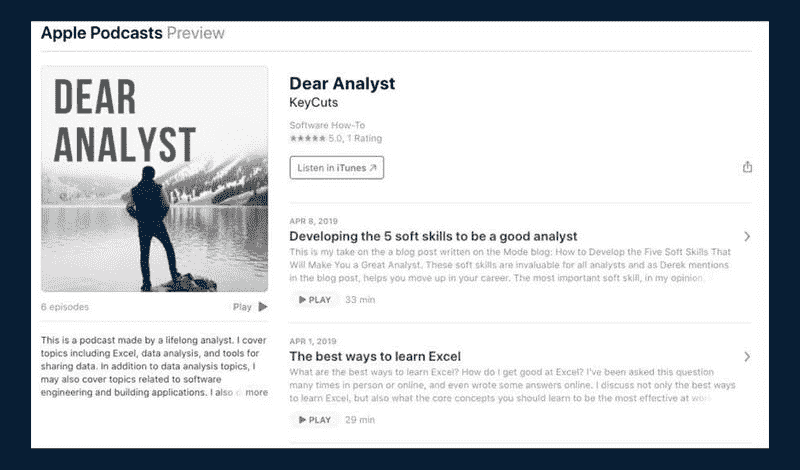 Apple Podcasts Preview
DEAR
ANALYST
6 episodes
Play
This is a podcast made by a lifelong analyst. I cover
topics including Excel, data analysis, and tools for
sharing data. In addition to data analysis topics, I
may also cover topics related to software
engineering and building applications. I also more
Dear Analyst
KeyCuts
Software How-To
★★★★★ 5.0, 1 Rating
Listen in iTunes ↗
APR 8, 2019
Developing the 5 soft skills to be a good analyst
This is my take on the a blog post written on the Mode blog: How to Develop the Five Soft Skills That
Will Make You a Great Analyst. These soft skills are invaluable for all analysts and as Derek mentions
in the blog post, helps you move up in your career. The most important soft skill, in my opinion,
PLAY 33 min
APR 1, 2019
The best ways to learn Excel
What are the best ways to learn Excel? How do I get good at Excel? I've been asked this question
many times in person or online, and even wrote some answers online. I discuss not only the best ways
to learn Excel, but also what the core concepts you should learn to be the most effective at
PLAY 29 min